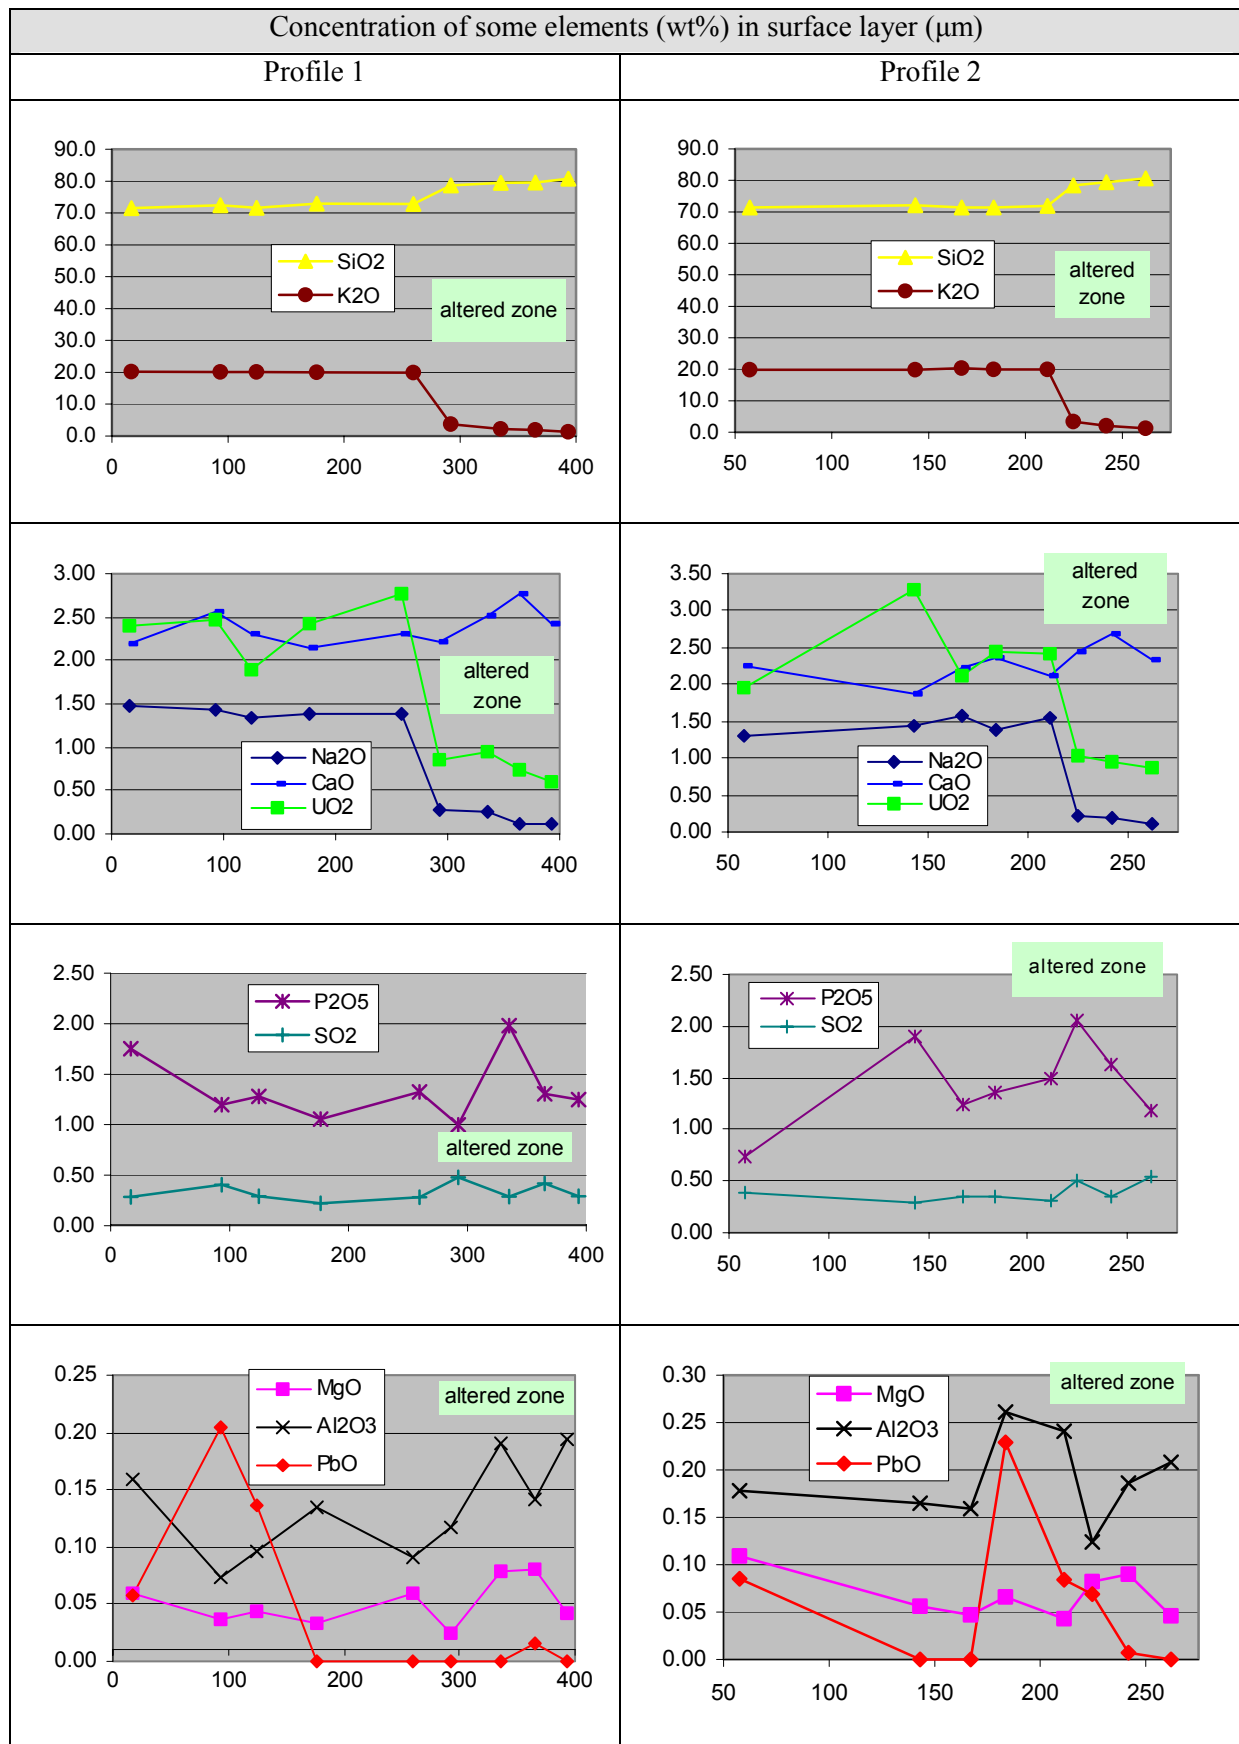 Concentration of some elements (wt%) in surface layer (μm)
Profile 1
Profile 2
90.0
80.0
70.0
60.0
50.0
40.0
30.0
20.0
10.0
0.0
0 100 200 300 400
SiO2
K2O
altered zone
90.0
80.0
70.0
60.0
50.0
40.0
30.0
20.0
10.0
0.0
50 100 150 200 250
SiO2
K2O
altered
zone
3.00
2.50
2.00
1.50
1.00
0.50
0.00
0 100 200 300 400
Na2O
CaO
UO2
altered
zone
3.50
3.00
2.50
2.00
1.50
1.00
0.50
0.00
50 100 150 200 250
Na2O
CaO
UO2
altered
zone
2.50
2.00
1.50
1.00
0.50
0.00
0 100 200 300 400
P2O5
SO2
altered zone
2.50
2.00
1.50
1.00
0.50
0.00
50 100 150 200 250
P2O5
SO2
altered zone
0.25
0.20
0.15
0.10
0.05
0.00
0 100 200 300 400
MgO
Al2O3
PbO
altered zone
0.30
0.25
0.20
0.15
0.10
0.05
0.00
50 100 150 200 250
MgO
Al2O3
PbO
altered zone